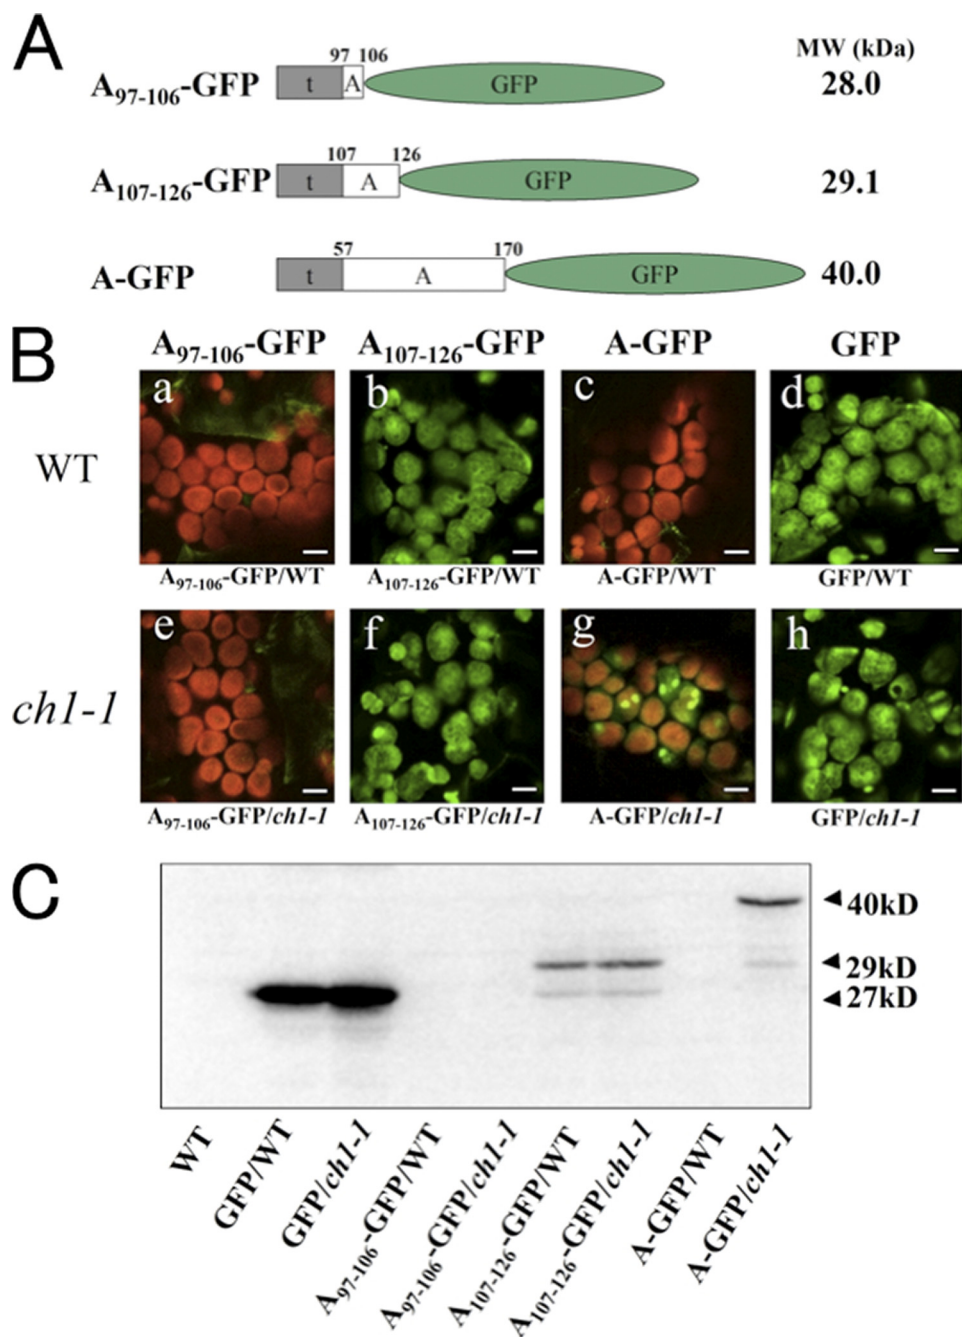 A
MW (kDa)
97 106
A97-106-GFP t A GFP 28.0
107 126
A107-126-GFP t A GFP 29.1
57 170
A-GFP t A GFP 40.0
B
A97-106-GFP A107-126-GFP A-GFP GFP
WT a b c d
A97-106-GFP/WT A107-126-GFP/WT A-GFP/WT GFP/WT
ch1-1 e f g h
A97-106-GFP/ch1-1 A107-126-GFP/ch1-1 A-GFP/ch1-1 GFP/ch1-1
C
40kD
29kD
27kD
WT
GFP/WT
GFP/ch1-1
A97-106-GFP/WT
A97-106-GFP/ch1-1
A107-126-GFP/WT
A107-126-GFP/ch1-1
A-GFP/WT
A-GFP/ch1-1